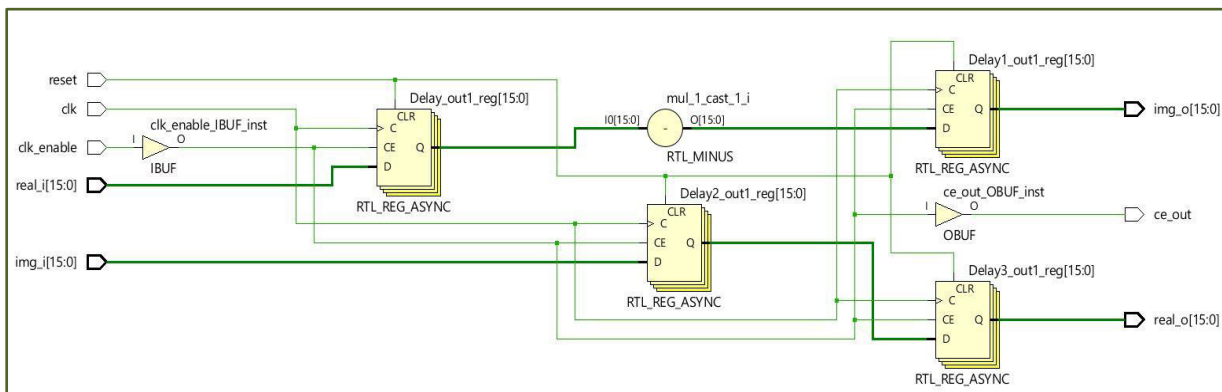 reset
clk
clk_enable
real_i[15:0]
img_i[15:0]
clk_enable_IBUF_inst
I
O
IBUF
Delay_out1_reg[15:0]
CLR
C
CE
D
Q
RTL_REG_ASYNC
mul_1_cast_1_i
I0[15:0]
-
O[15:0]
RTL_MINUS
Delay2_out1_reg[15:0]
CLR
C
CE
D
Q
RTL_REG_ASYNC
Delay1_out1_reg[15:0]
CLR
C
CE
D
Q
RTL_REG_ASYNC
img_o[15:0]
ce_out_OBUF_inst
I
O
OBUF
ce_out
Delay3_out1_reg[15:0]
CLR
C
CE
D
Q
RTL_REG_ASYNC
real_o[15:0]